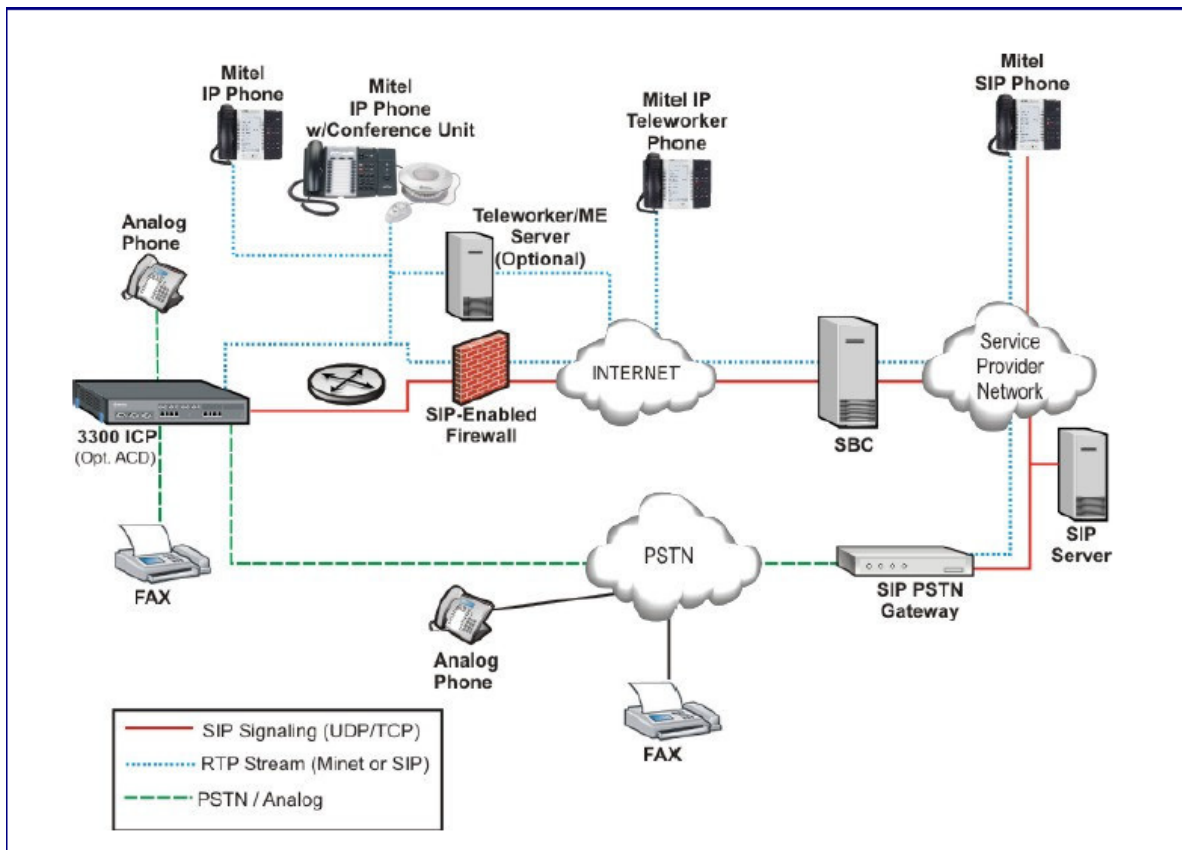 Mitel
IP Phone
Mitel
IP Phone
w/Conference Unit
Mitel IP
Teleworker
Phone
Mitel
SIP Phone
Analog
Phone
Teleworker/ME
Server
(Optional)
INTERNET
Service
Provider
Network
3300 ICP
(Opt. ACD)
SIP-Enabled
Firewall
SBC
SIP
Server
FAX
PSTN
SIP PSTN
Gateway
Analog
Phone
FAX
SIP Signaling (UDP/TCP)
RTP Stream (Minet or SIP)
PSTN / Analog